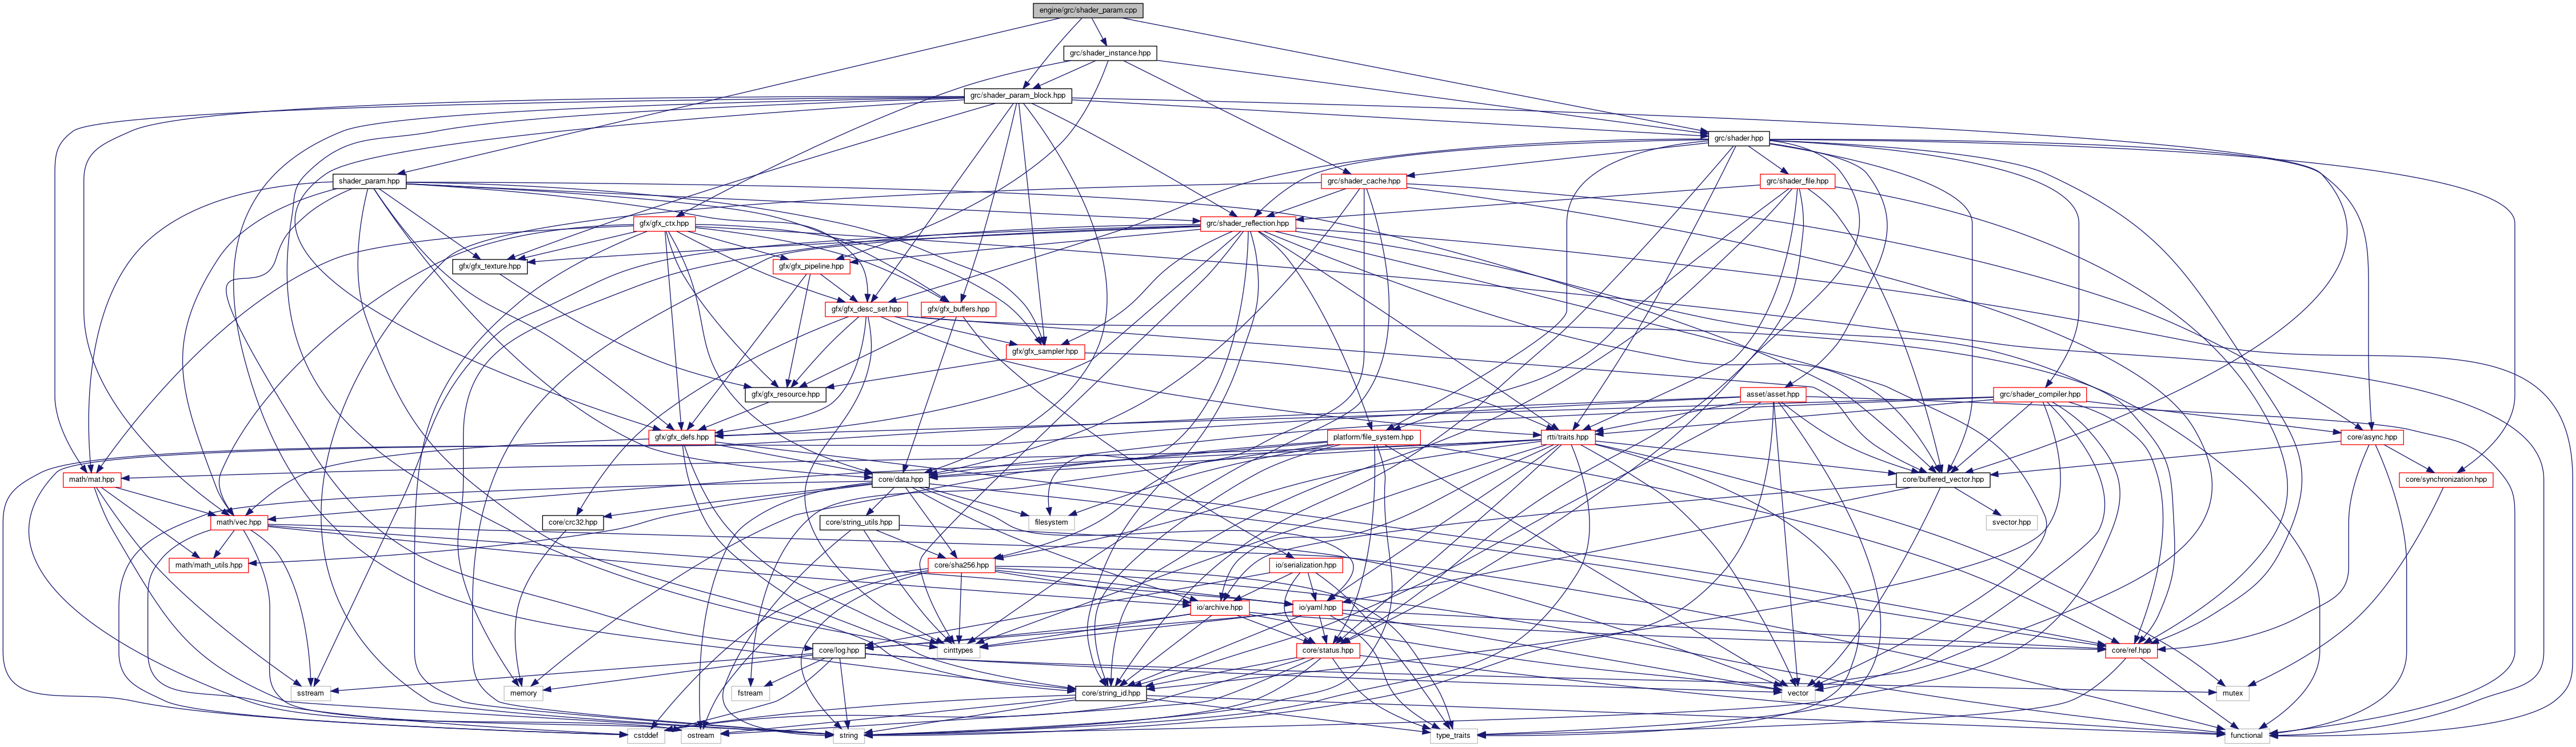 engine/grc/shader_param.cpp
grc/shader_instance.hpp
grc/shader_param_block.hpp
grc/shader.hpp
shader_param.hpp
grc/shader_cache.hpp
grc/shader_file.hpp
gfx/gfx_ctx.hpp
grc/shader_reflection.hpp
gfx/gfx_texture.hpp
gfx/gfx_pipeline.hpp
gfx/gfx_desc_set.hpp
gfx/gfx_buffers.hpp
gfx/gfx_sampler.hpp
gfx/gfx_resource.hpp
asset/asset.hpp
grc/shader_compiler.hpp
gfx/gfx_defs.hpp
platform/file_system.hpp
rtti/traits.hpp
core/async.hpp
math/mat.hpp
core/data.hpp
core/buffered_vector.hpp
core/synchronization.hpp
math/vec.hpp
core/crc32.hpp
core/string_utils.hpp
filesystem
svector.hpp
math/math_utils.hpp
core/sha256.hpp
io/serialization.hpp
io/archive.hpp
io/yaml.hpp
core/log.hpp
cinttypes
core/status.hpp
core/ref.hpp
sstream
memory
fstream
core/string_id.hpp
vector
mutex
cstddef
ostream
string
type_traits
functional